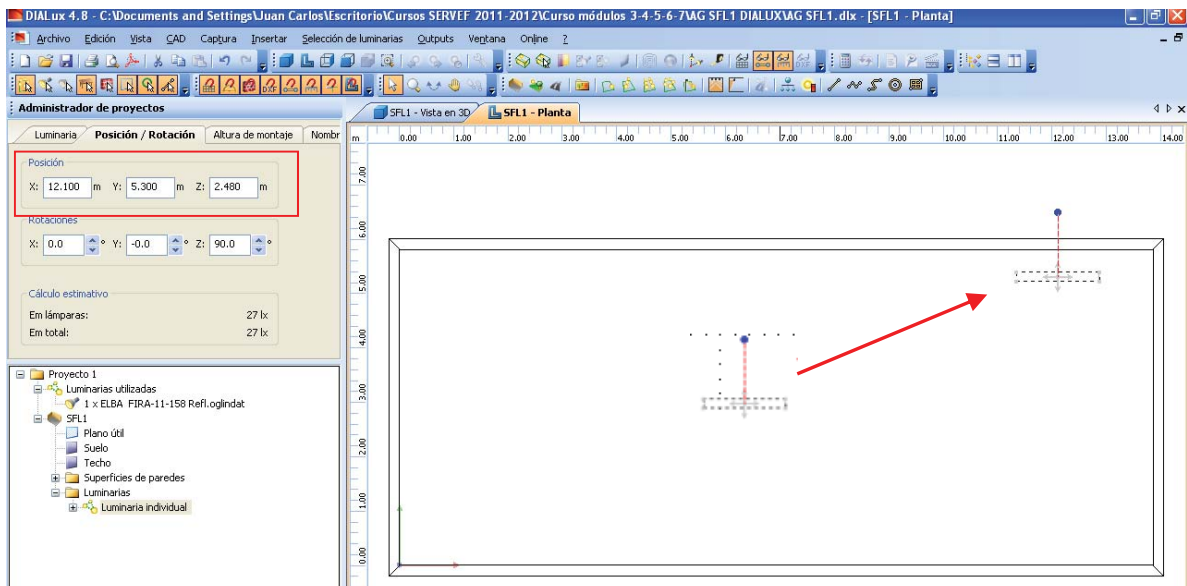 DIALux 4.8 - C:\Documents and Settings\Juan Carlos\Escritorio\Cursos SERVEF 2011-2012\Curso módulos 3-4-5-6-7\AG SFL1 DIALUX\AG SFL1.dlx - [SFL1 - Planta]
Archivo Edición Vista CAD Captura Insertar Selección de luminarias Outputs Ventana Online ?
Administrador de proyectos
SFL1 - Vista en 3D SFL1 - Planta
Luminaria Posición / Rotación Altura de montaje Nombr
m 0.00 1.00 2.00 3.00 4.00 5.00 6.00 7.00 8.00 9.00 10.00 11.00 12.00 13.00 14.00
Posición
X: 12.100 m Y: 5.300 m Z: 2.480 m
Rotaciones
X: 0.0 ° Y: -0.0 ° Z: 90.0 °
Cálculo estimativo
Em lámparas: 27 lx
Em total: 27 lx
Proyecto 1
Luminarias utilizadas
1 x ELBA FIRA-11-158 Refl.oglindat
SFL1
Plano útil
Suelo
Techo
Superficies de paredes
Luminarias
Luminaria individual
7.00
6.00
5.00
4.00
3.00
2.00
1.00
0.00